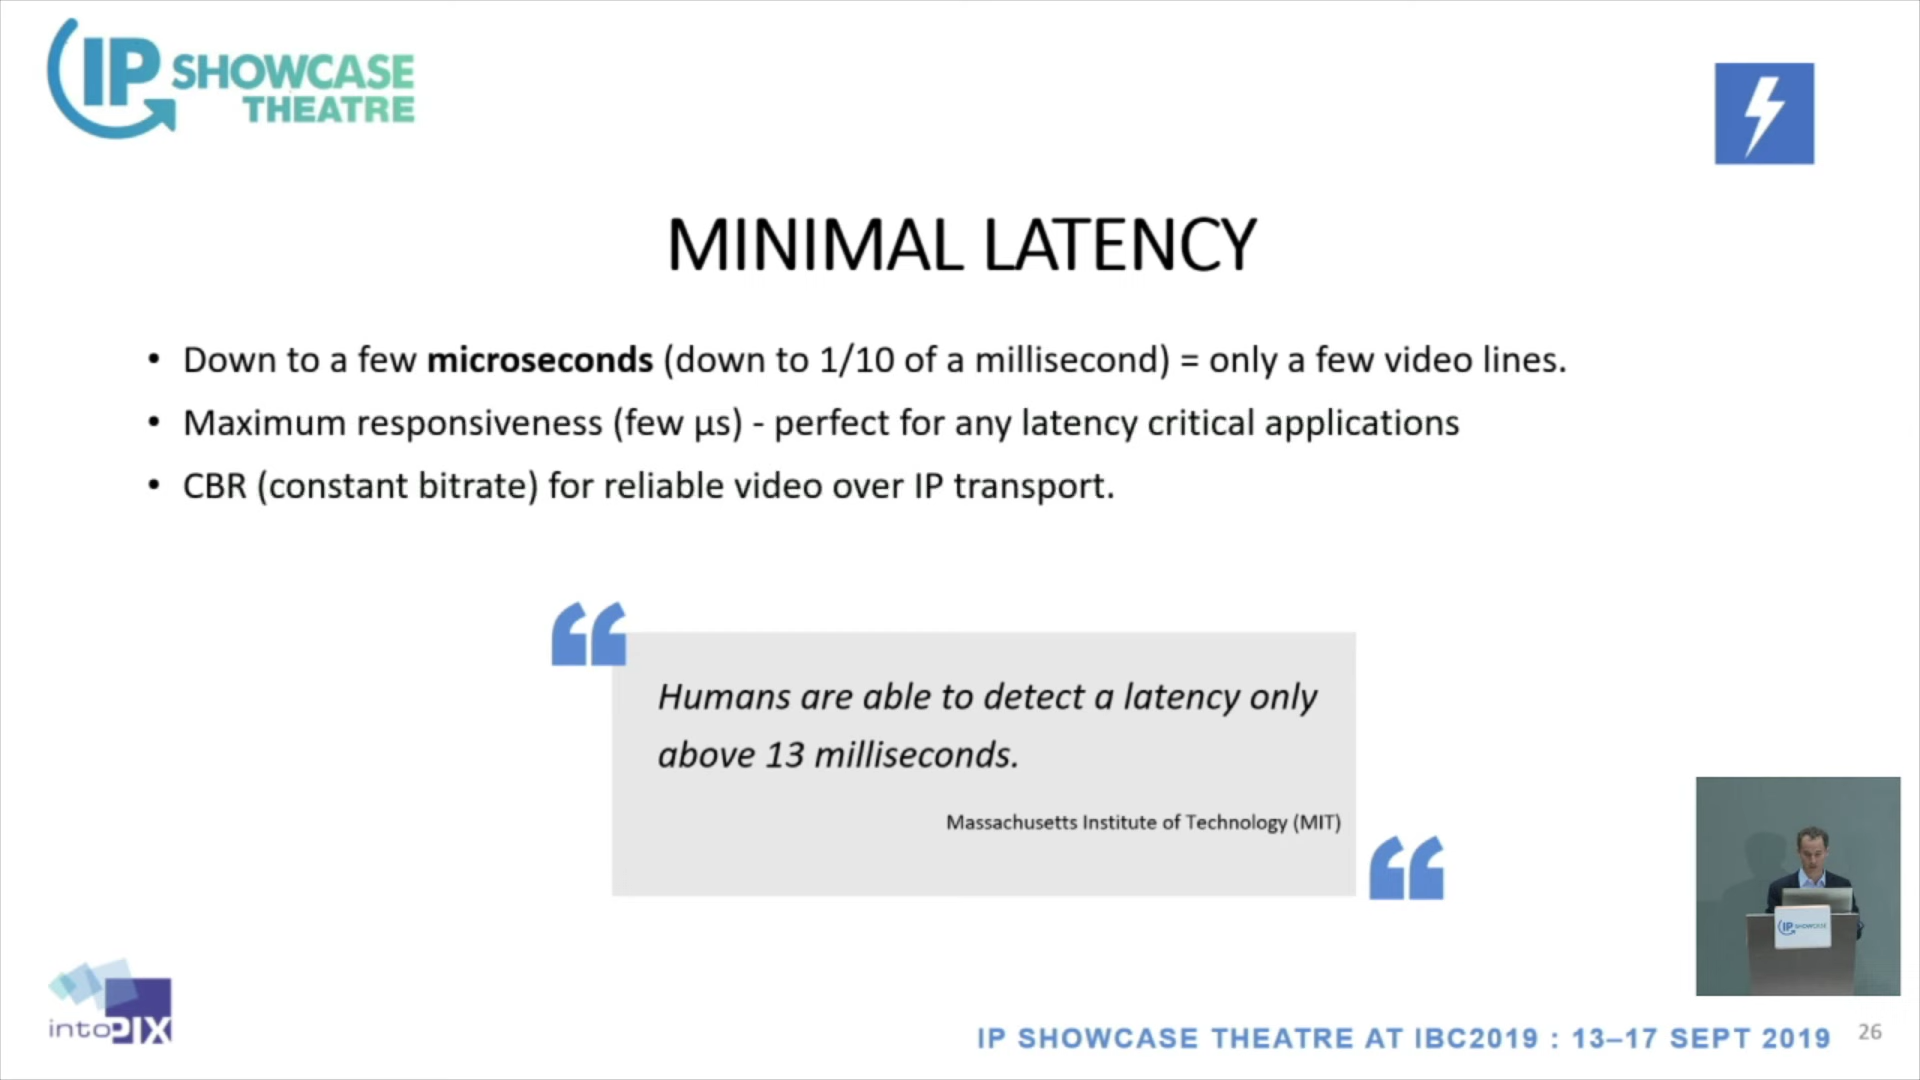 IP SHOWCASE
THEATRE
MINIMAL LATENCY
• Down to a few microseconds (down to 1/10 of a millisecond) = only a few video lines.
• Maximum responsiveness (few µs) - perfect for any latency critical applications
• CBR (constant bitrate) for reliable video over IP transport.
“
Humans are able to detect a latency only
above 13 milliseconds.
Massachusetts Institute of Technology (MIT)
“
IP SHOWCASE
intoPIX
IP SHOWCASE THEATRE AT IBC2019 : 13–17 SEPT 2019
26